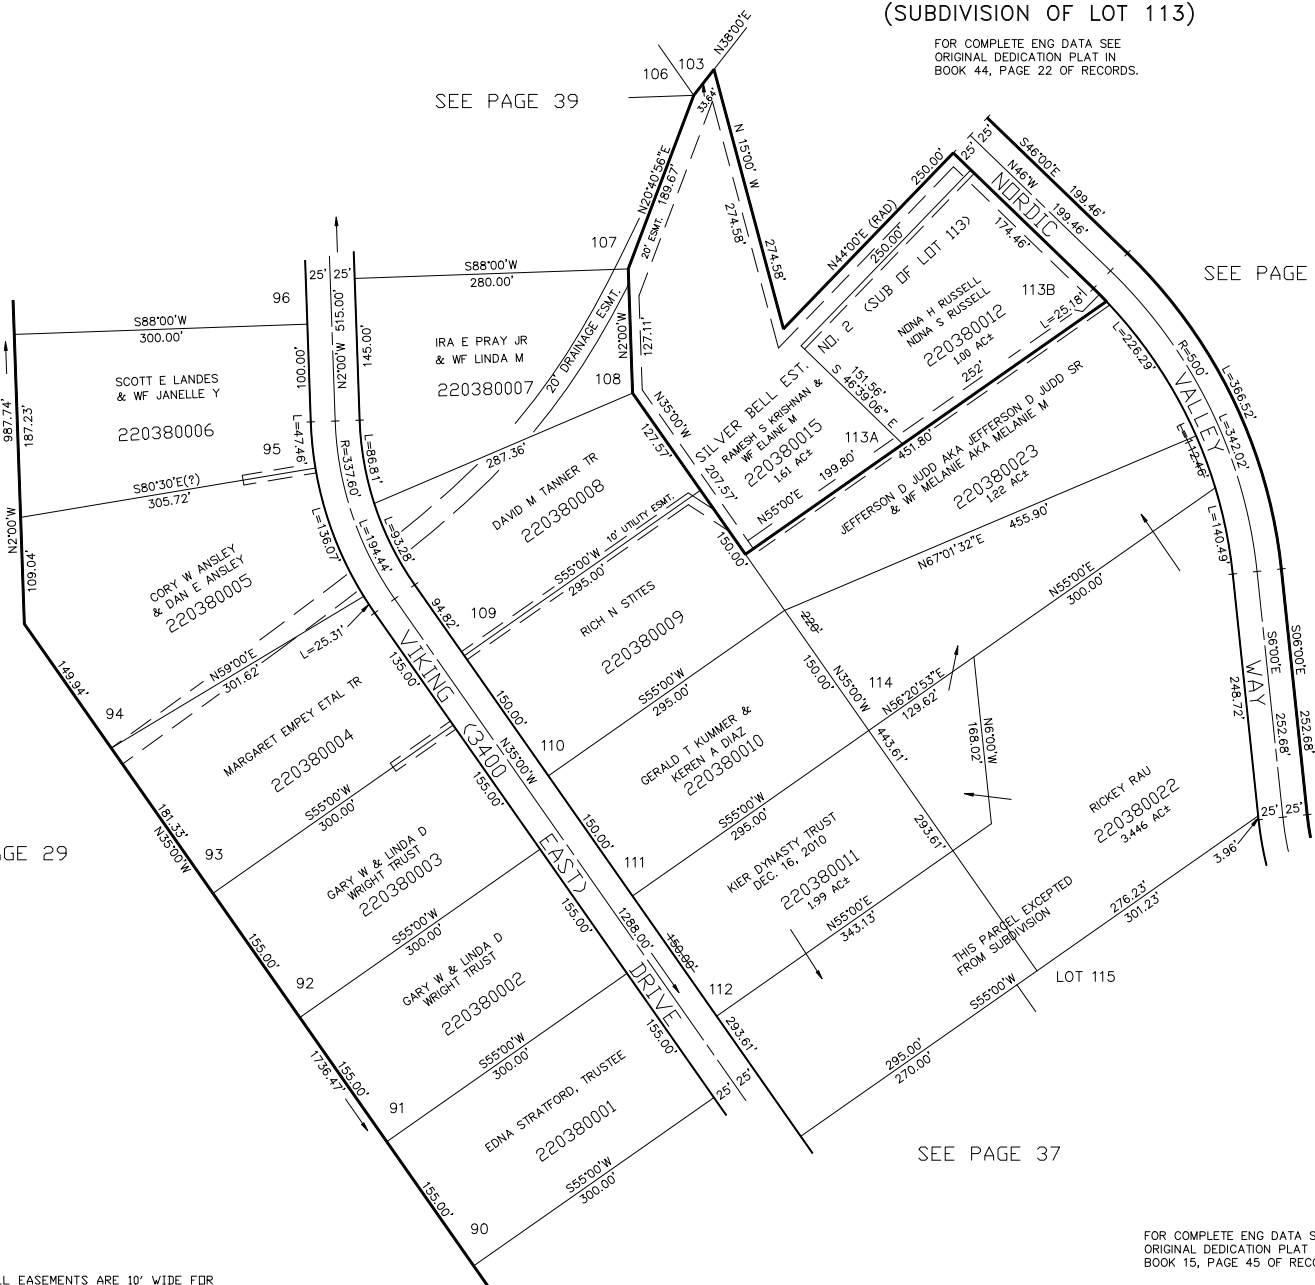 (SUBDIVISION OF LOT 113)
FOR COMPLETE ENG DATA SEE
ORIGINAL DEDICATION PLAT IN
BOOK 44, PAGE 22 OF RECORDS.
N38°00'E
103
106
33.64'
SEE PAGE 39
N20°40'56"E
189.67'
20' ESMT.
N 15°00' W
274.58'
274.58'
250.00'
N44°00'E (RAD)
250.00'
25'
25'
S46°00'E
199.46'
N46°W
199.46'
NORDIC
174.46'
SEE PAGE
107
S88°00'W
280.00'
25'
25'
96
S88°00'W
300.00'
N2°00'W 515.00'
145.00'
100.00'
IRA E PRAY JR
& WF LINDA M
220380007
20' DRAINAGE ESMT.
N2°00'W
127.11'
108
SCOTT E LANDES
& WF JANELLE Y
220380006
987.74'
187.23'
NO. 2 (SUB OF LOT 113)
SILVER BELL EST.
NONA H RUSSELL
NONA S RUSSELL
220380012
1.00 AC±
113B
L=25.18'
252'
151.56'
S 46°39'06" E
RAMESH S KRISHNAN &
WF ELAINE M
220380015
1.61 AC±
113A
199.80'
N55°00'E
451.80'
JEFFERSON D JUDD AKA JEFFERSON D JUDD SR
& WF MELANIE AKA MELANIE M
220380023
1.22 AC±
L=226.29'
R=500'
L=366.52'
VALLEY
L=342.02'
L=112.46'
L=140.49'
N35°00'W
127.57'
207.57'
150.00'
L=47.46'
R=337.60'
L=86.81'
287.36'
95
S80°30'E(?)
305.72'
DAVID M TANNER TR
220380008
S55°00'W
10' UTILITY ESMT.
295.00'
L=136.07'
L=194.44'
L=93.28'
N2°00'W
109.04'
CORY W ANSLEY
& DAN E ANSLEY
220380005
N67°01'32"E
455.90'
N55°00'E
300.00'
94.82'
109
RICH N STITES
220380009
220'
S55°00'W
295.00'
150.00'
N35°00'W
149.94'
N59°00'E
301.62'
L=25.31'
94
VIKING
135.00'
114
N56°20'53"E
129.62'
S6°00'E
S06°00'E
248.72'
WAY
252.68'
252.68'
MARGARET EMPEY ETAL TR
220380004
(3400
150.00'
N35°00'W
110
GERALD T KUMMER &
KEREN A DIAZ
220380010
443.61'
N6°00'W
168.02'
S55°00'W
300.00'
155.00'
S55°00'W
295.00'
RICKEY RAU
220380022
3.446 AC±
25'
25'
3.96'
181.33'
N35°00'W
93
GE 29
GARY W & LINDA D
WRIGHT TRUST
220380003
EAST)
150.00'
111
KIER DYNASTY TRUST
DEC. 16, 2010
220380011
1.99 AC±
293.61'
N55°00'E
343.13'
276.23'
301.23'
THIS PARCEL EXCEPTED
FROM SUBDIVISION
S55°00'W
300.00'
155.00'
1288.00'
150.00'
155.00'
92
GARY W & LINDA D
WRIGHT TRUST
220380002
DRIVE
112
LOT 115
S55°00'W
295.00'
270.00'
293.61'
155.00'
S55°00'W
300.00'
1736.47'
155.00'
91
25'
25'
EDNA STRATFORD, TRUSTEE
220380001
S55°00'W
300.00'
155.00'
90
SEE PAGE 37
FOR COMPLETE ENG DATA S
ORIGINAL DEDICATION PLAT
BOOK 15, PAGE 45 OF REC
LL EASEMENTS ARE 10' WIDE FOR